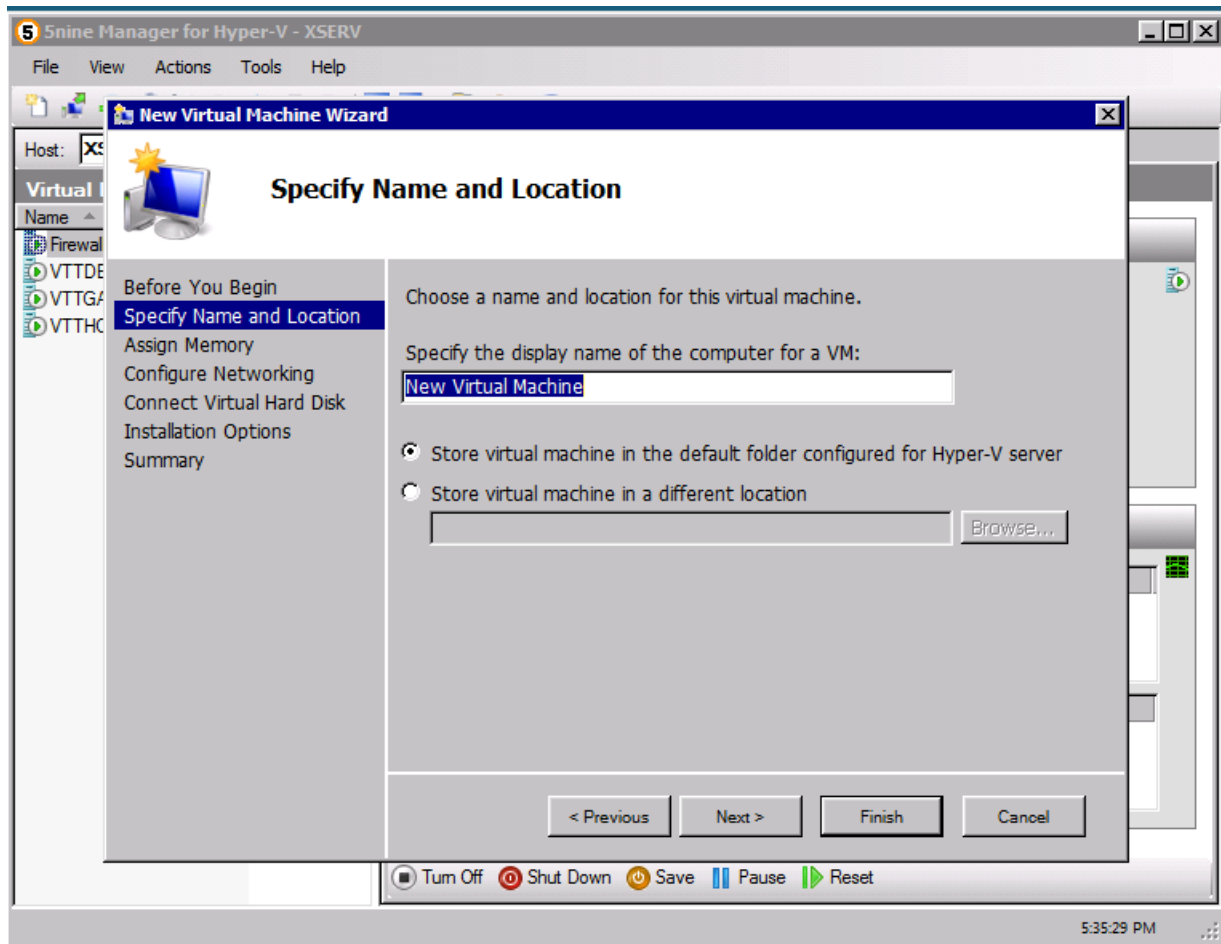 5nine Manager for Hyper-V - XSERV
File View Actions Tools Help
New Virtual Machine Wizard
Host:
Specify Name and Location
Virtual
Name
Before You Begin
Specify Name and Location
Assign Memory
Configure Networking
Connect Virtual Hard Disk
Installation Options
Summary
Choose a name and location for this virtual machine.
Specify the display name of the computer for a VM:
New Virtual Machine
Store virtual machine in the default folder configured for Hyper-V server
Store virtual machine in a different location
Browse...
< Previous Next > Finish Cancel
Turn Off Shut Down Save Pause Reset
5:35:29 PM